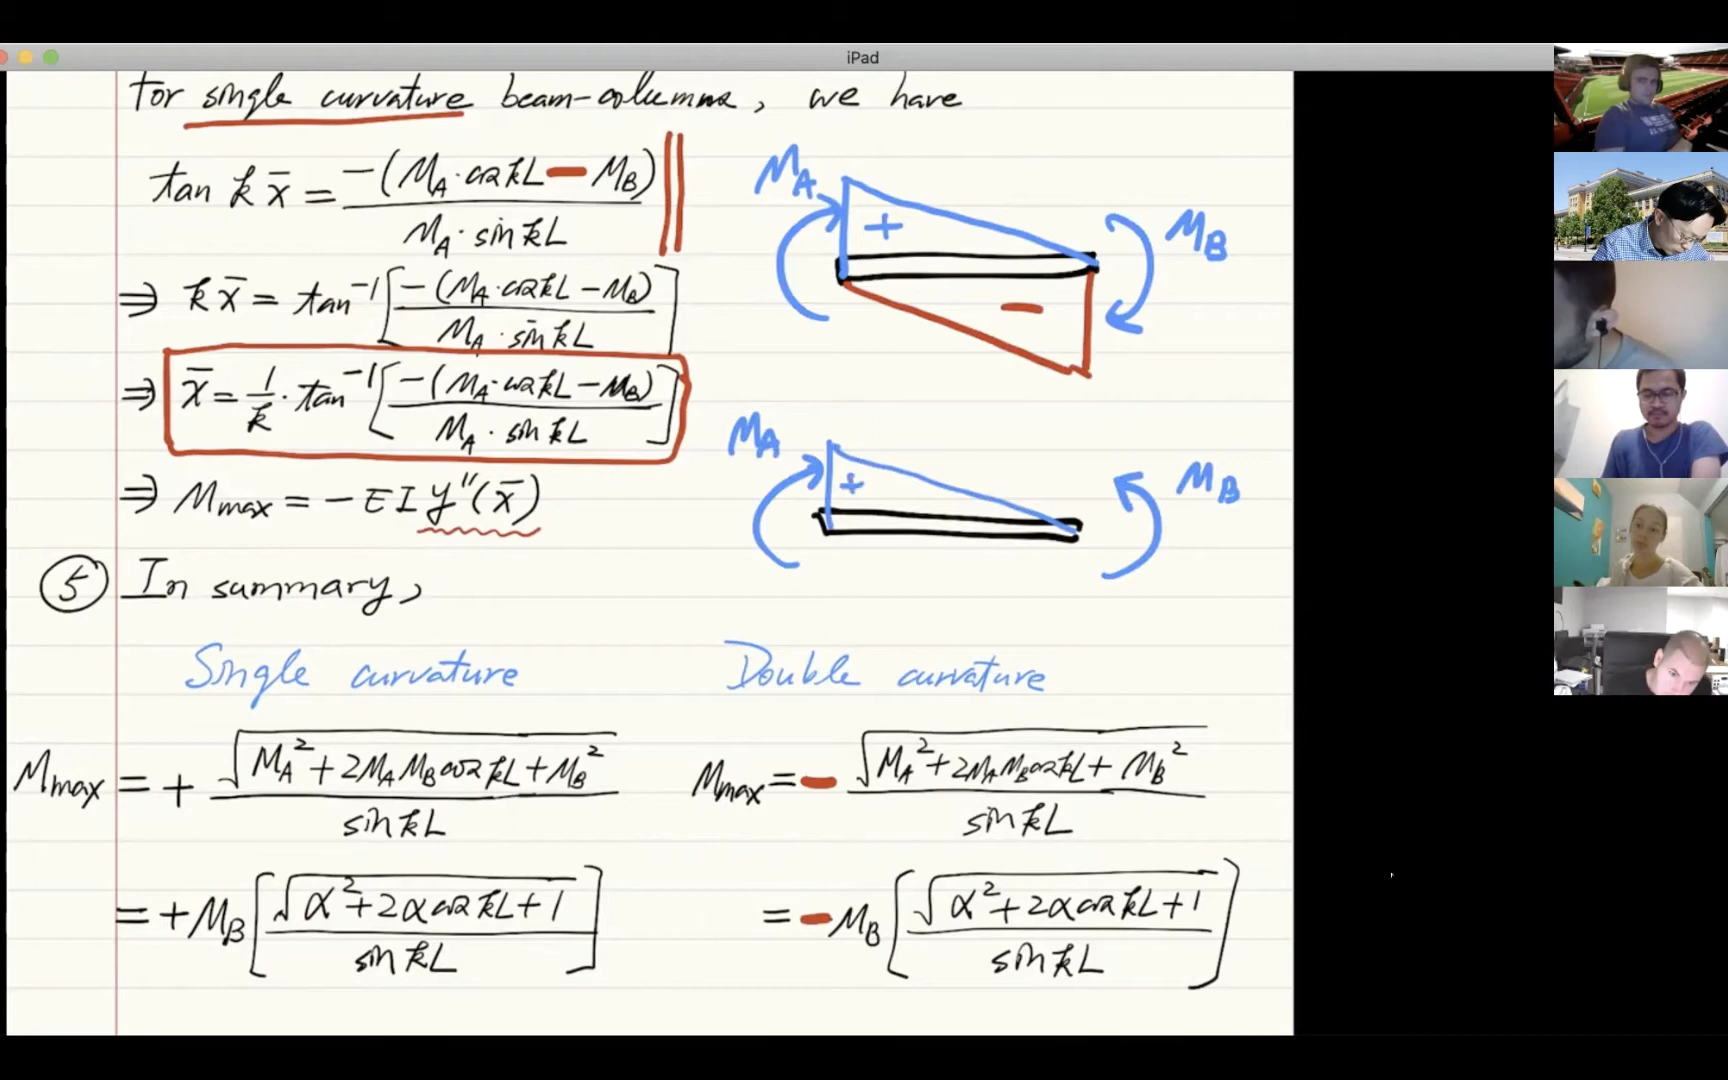 iPad
For single curvature beam-columns, we have
tan k x̄ = -(M_A · cos kL - M_B) / (M_A · sin kL)
⇒ k x̄ = tan⁻¹ [ -(M_A · cos kL - M_B) / (M_A · sin kL) ]
⇒ x̄ = 1/k · tan⁻¹ [ -(M_A · cos kL - M_B) / (M_A · sin kL) ]
⇒ M_max = -EI y″(x̄)
M_A + M_B
-
M_A + M_B
⑤ In summary,
Single curvature
M_max = + √(M_A² + 2M_A M_B cos kL + M_B²) / sin kL
= + M_B [ √(α² + 2α cos kL + 1) / sin kL ]
Double curvature
M_max = - √(M_A² + 2M_A M_B cos kL + M_B²) / sin kL
= - M_B [ √(α² + 2α cos kL + 1) / sin kL ]